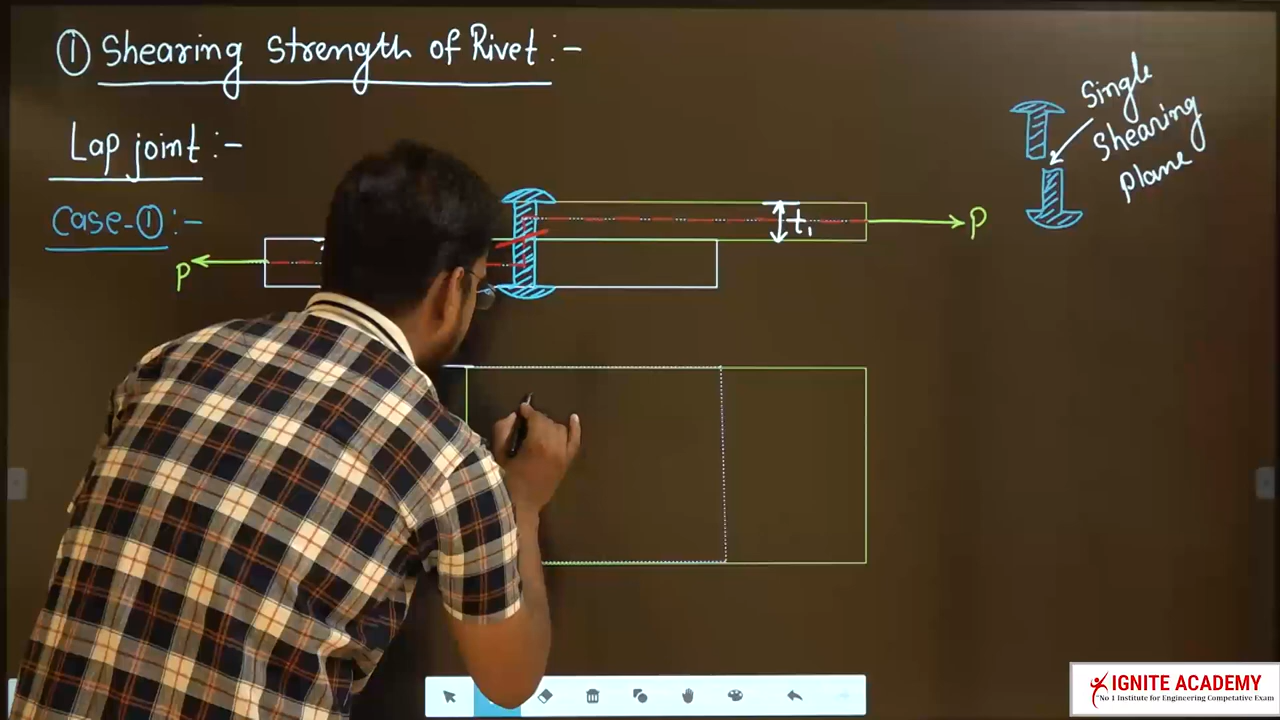 ① Shearing Strength of Rivet :-
Lap joint :-
Case-① :-
P
t₁
P
Single
Shearing
plane
IGNITE ACADEMY
"No 1 Institute for Engineering Competative Exam